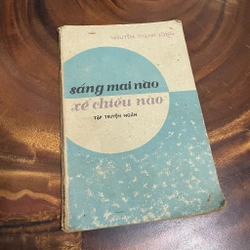 sáng mai nào
xế chiều nào
TẬP TRUYỆN NGẮN